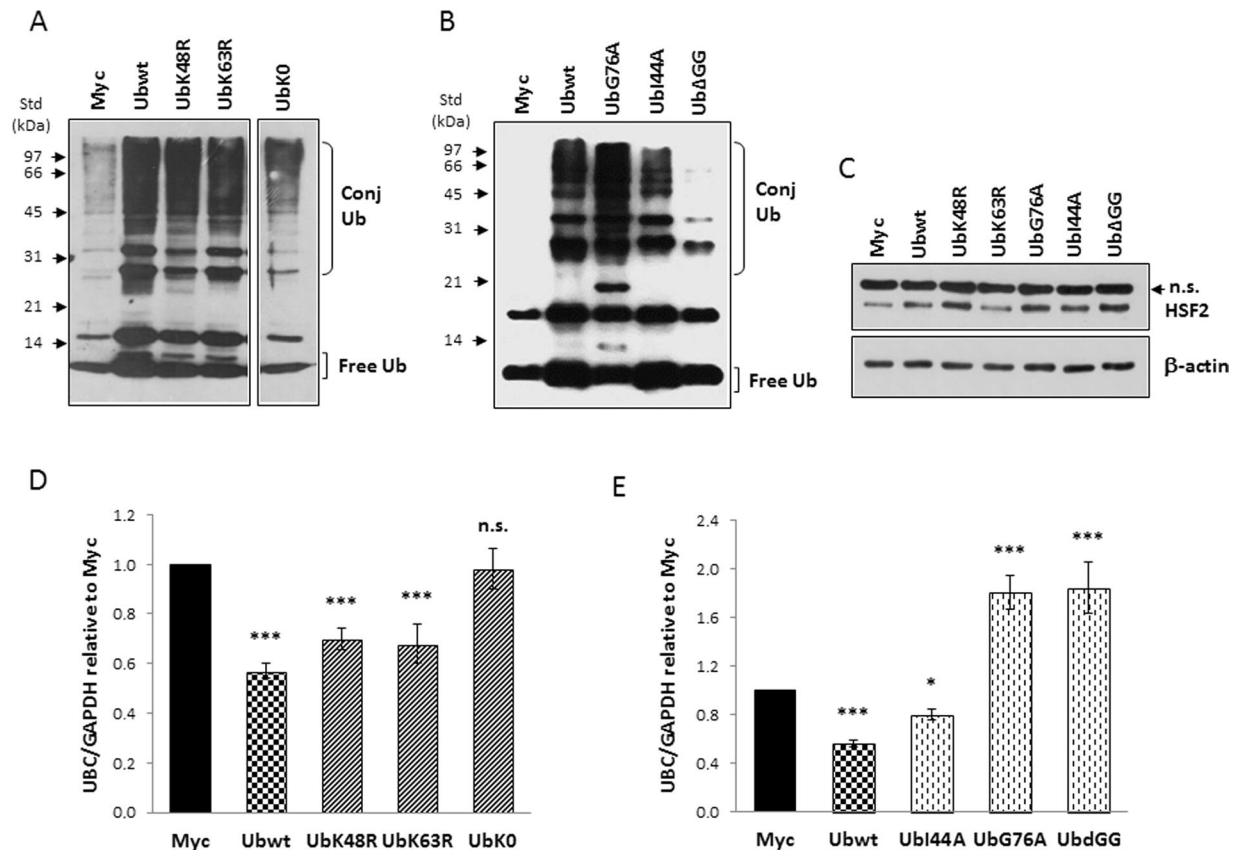 A
Std
(kDa)
Myc
Ubwt
UbK48R
UbK63R
UbK0
97
66
45
31
21
14
Conj
Ub
Free Ub
B
Std
(kDa)
Myc
Ubwt
UbG76A
UbI44A
UbΔGG
97
66
45
31
21
14
Conj
Ub
Free Ub
C
Myc
Ubwt
UbK48R
UbK63R
UbG76A
UbI44A
UbΔGG
n.s.
HSF2
β-actin
D
UBC/GAPDH relative to Myc
1.2
1.0
0.8
0.6
0.4
0.2
0.0
***
***
***
n.s.
Myc Ubwt UbK48R UbK63R UbK0
E
UBC/GAPDH relative to Myc
2.4
2.0
1.6
1.2
0.8
0.4
0.0
***
*
***
***
Myc Ubwt UbI44A UbG76A UbdGG